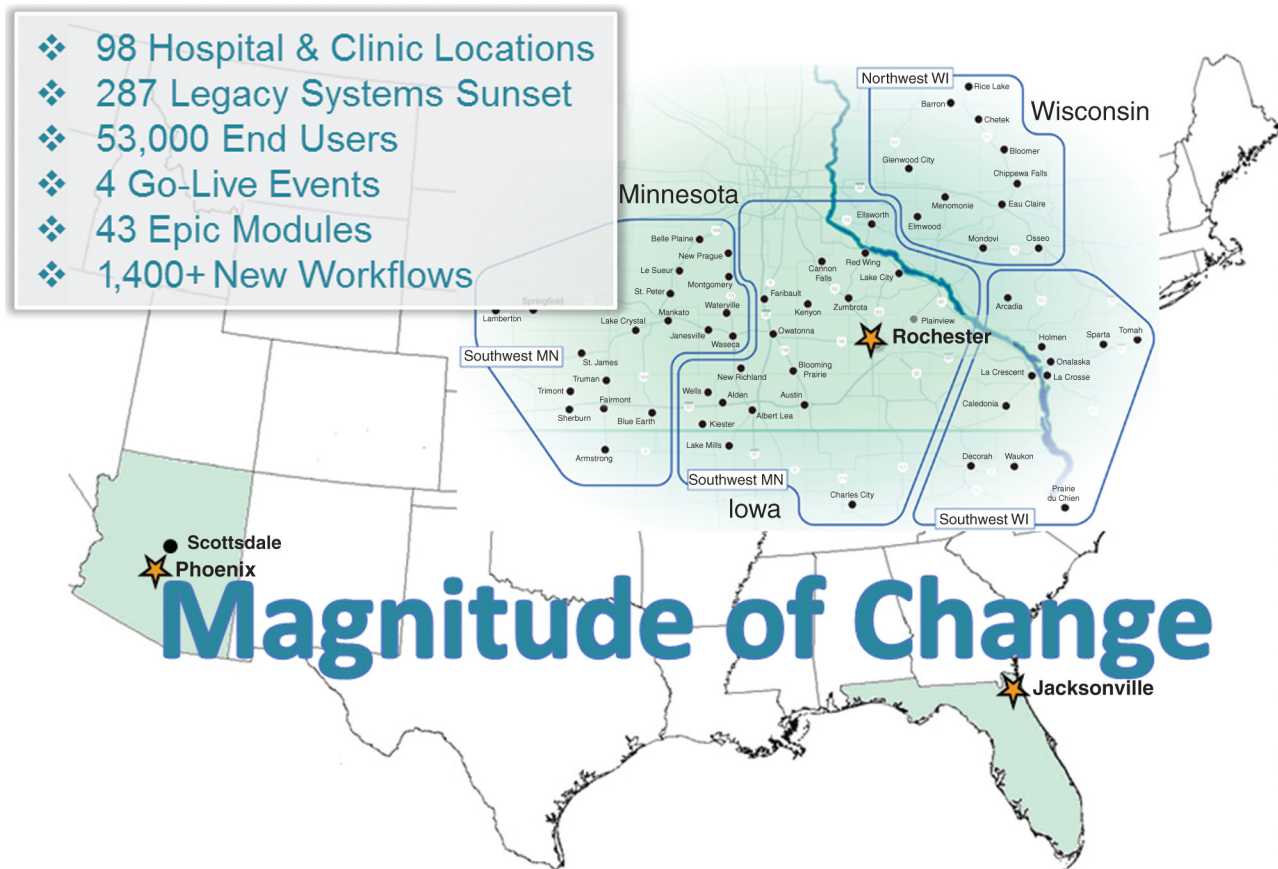 ❖ 98 Hospital & Clinic Locations
❖ 287 Legacy Systems Sunset
❖ 53,000 End Users
❖ 4 Go-Live Events
❖ 43 Epic Modules
❖ 1,400+ New Workflows
Northwest WI
Rice Lake
Barron
Wisconsin
Chetek
Bloomer
Glenwood City
Chippewa Falls
Menomonie
Eau Claire
Elmwood
Mondovi
Osseo
Minnesota
Ellsworth
Belle Plaine
New Prague
Le Sueur
Montgomery
St. Peter
Waterville
Mankato
Lake Crystal
Janesville
Waseca
Springfield
Lamberton
Southwest MN
St. James
Truman
Trimont
Fairmont
Sherburn
Blue Earth
Armstrong
Red Wing
Cannon
Falls
Lake City
Faribault
Kenyon
Zumbrota
Plainview
Owatonna
Rochester
New Richland
Blooming
Prairie
Wells
Alden
Austin
Albert Lea
Kiester
Lake Mills
Southwest MN
Charles City
Iowa
Arcadia
Holmen
Sparta
Tomah
Onalaska
La Crescent
La Crosse
Caledonia
Decorah
Waukon
Prairie
du Chien
Southwest WI
Scottsdale
Phoenix
Magnitude of Change
Jacksonville